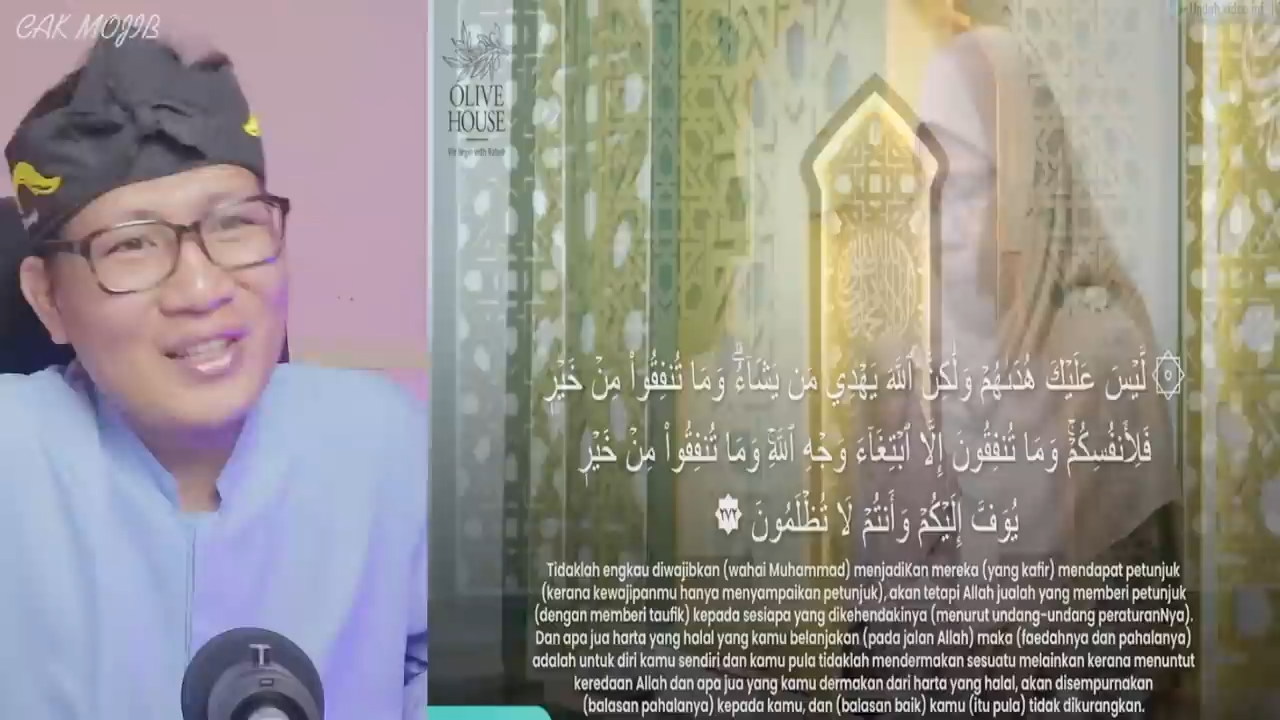 CAK MOJIB
Unduh video inf
OLIVE
HOUSE
۞ لَّيْسَ عَلَيْكَ هُدَىٰهُمْ وَلَٰكِنَّ ٱللَّهَ يَهْدِي مَن يَشَآءُۗ وَمَا تُنفِقُوا۟ مِنْ خَيْرٍ
فَلِأَنفُسِكُمْۚ وَمَا تُنفِقُونَ إِلَّا ٱبْتِغَآءَ وَجْهِ ٱللَّهِۚ وَمَا تُنفِقُوا۟ مِنْ خَيْرٍ
يُوَفَّ إِلَيْكُمْ وَأَنتُمْ لَا تُظْلَمُونَ ٢٧٢
Tidaklah engkau diwajibkan (wahai Muhammad) menjadiKan mereka (yang kafir) mendapat petunjuk
(kerana kewajipanmu hanya menyampaikan petunjuk), akan tetapi Allah jualah yang memberi petunjuk
(dengan memberi taufik) kepada sesiapa yang dikehendakinya (menurut undang-undang peraturanNya).
Dan apa jua harta yang halal yang kamu belanjakan (pada jalan Allah) maka (faedahnya dan pahalanya)
adalah untuk diri kamu sendiri dan kamu pula tidaklah mendermakan sesuatu melainkan kerana menuntut
keredaan Allah dan apa jua yang kamu dermakan dari harta yang halal, akan disempurnakan
(balasan pahalanya) kepada kamu, dan (balasan baik) kamu (itu pula) tidak dikurangkan.